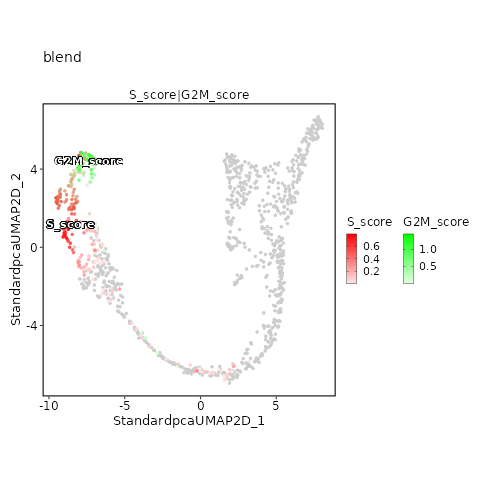 blend
S_score|G2M_score
G2M_score
S_score
4
0
-4
-10
-5
0
5
StandardpcaUMAP2D_1
StandardpcaUMAP2D_2
S_score
0.6
0.4
0.2
G2M_score
1.0
0.5